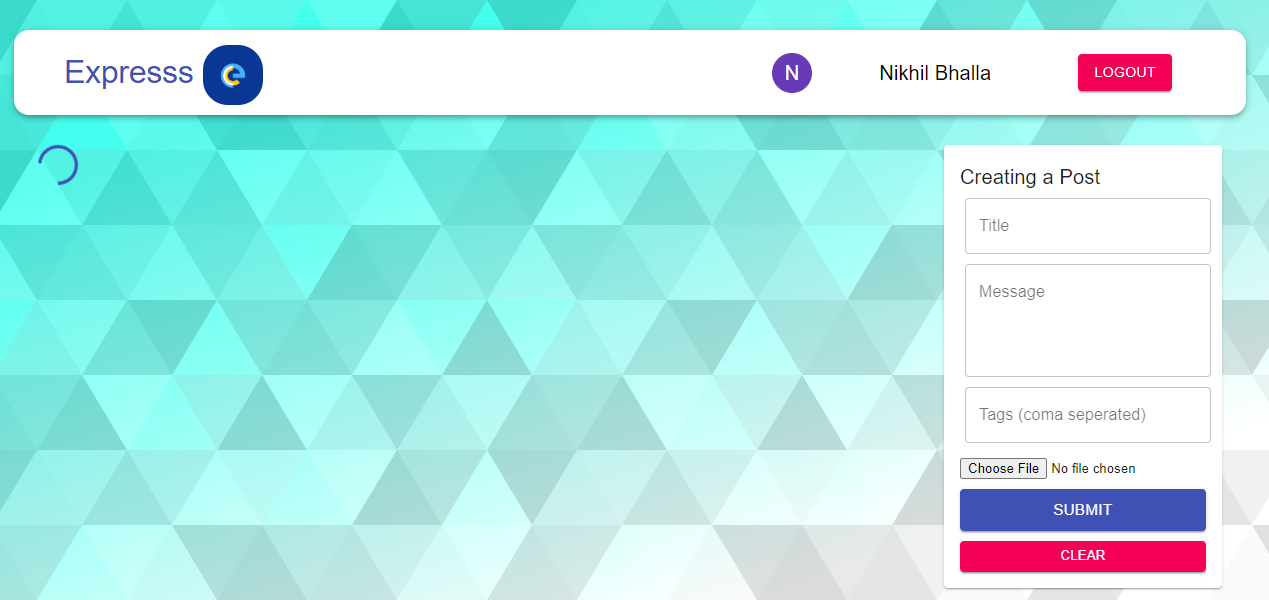 Expresss
N
Nikhil Bhalla
LOGOUT
Creating a Post
Title
Message
Tags (coma seperated)
Choose File No file chosen
SUBMIT
CLEAR